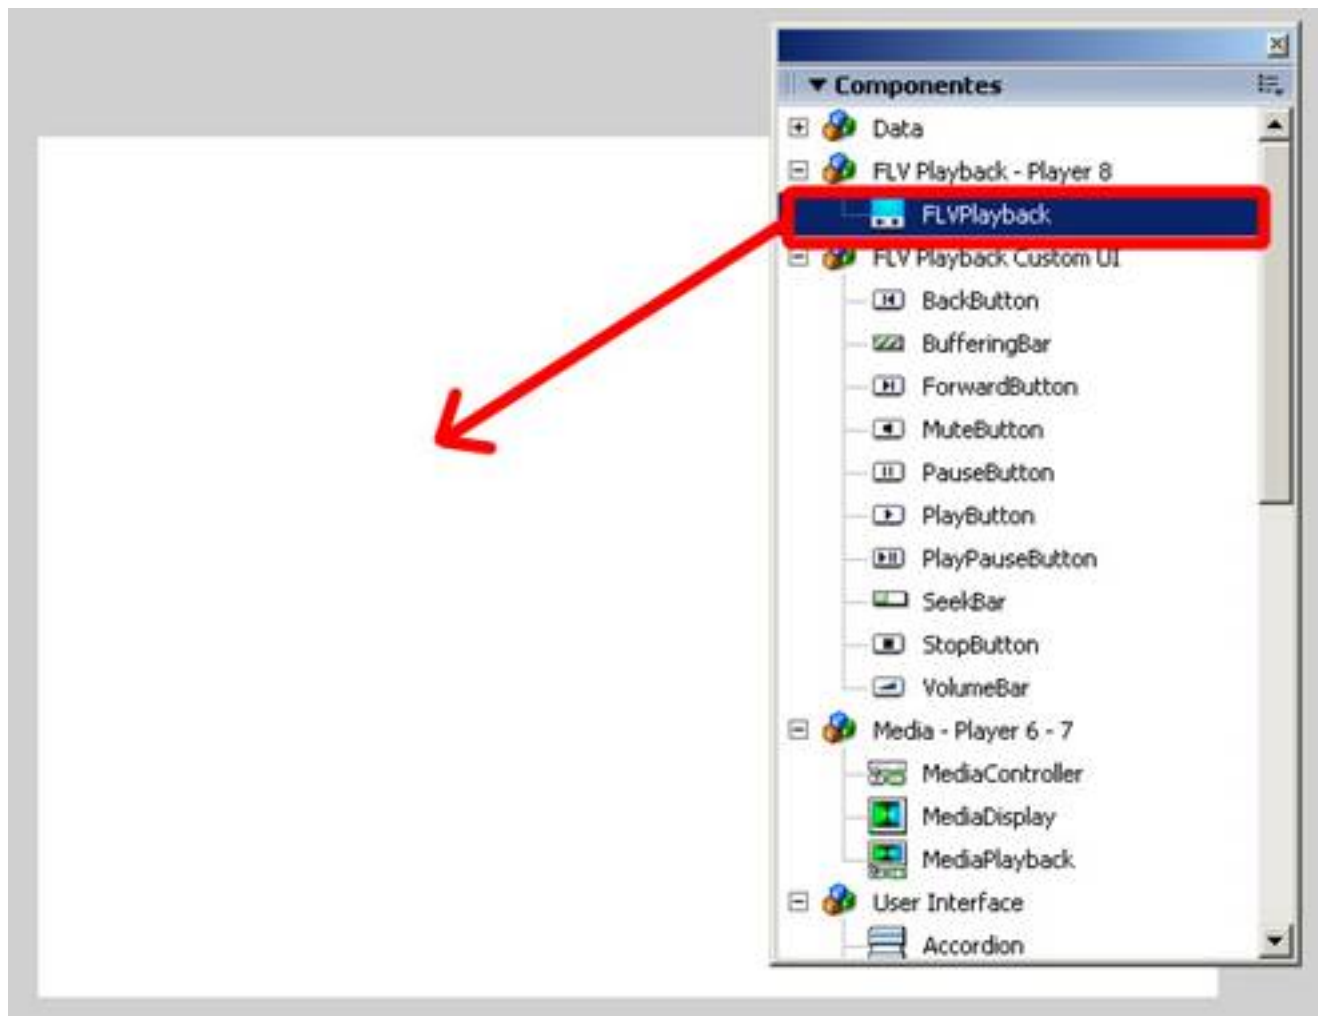 Componentes
Data
FLV Playback - Player 8
FLVPlayback
FLV Playback Custom UI
BackButton
BufferingBar
ForwardButton
MuteButton
PauseButton
PlayButton
PlayPauseButton
SeekBar
StopButton
VolumeBar
Media - Player 6 - 7
MediaController
MediaDisplay
MediaPlayback
User Interface
Accordion